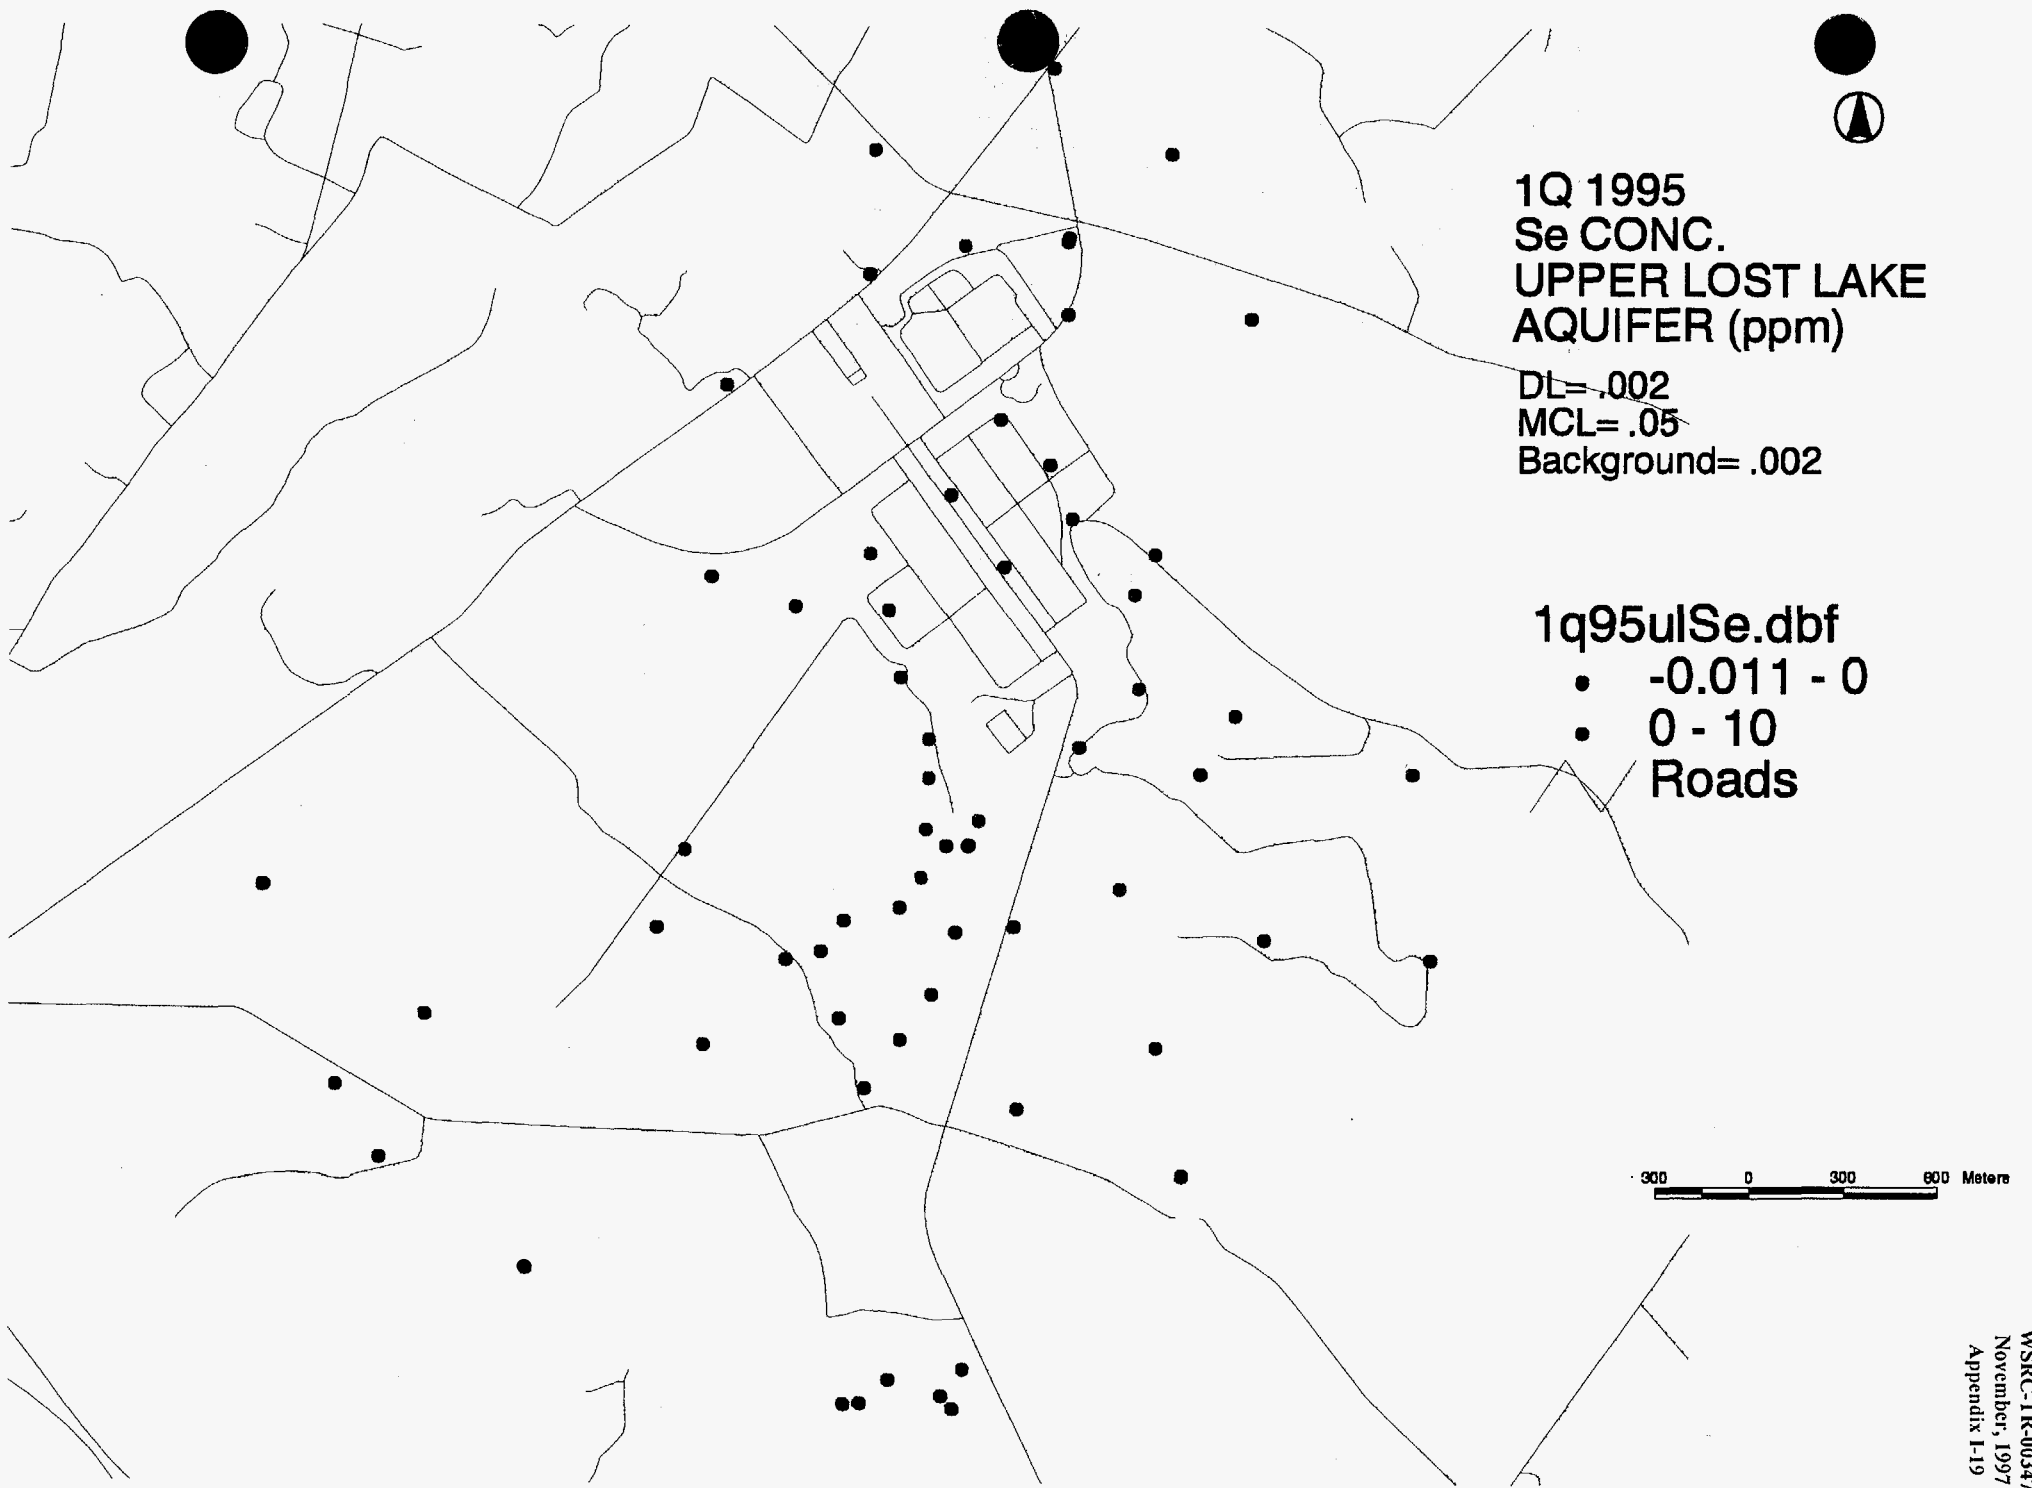 1Q 1995
Se CONC.
UPPER LOST LAKE
AQUIFER (ppm)
DL= .002
MCL= .05
Background= .002
1q95ulSe.dbf
-0.011 - 0
0 - 10
Roads
300 0 300 600 Meters
November, 1997
Appendix I-19